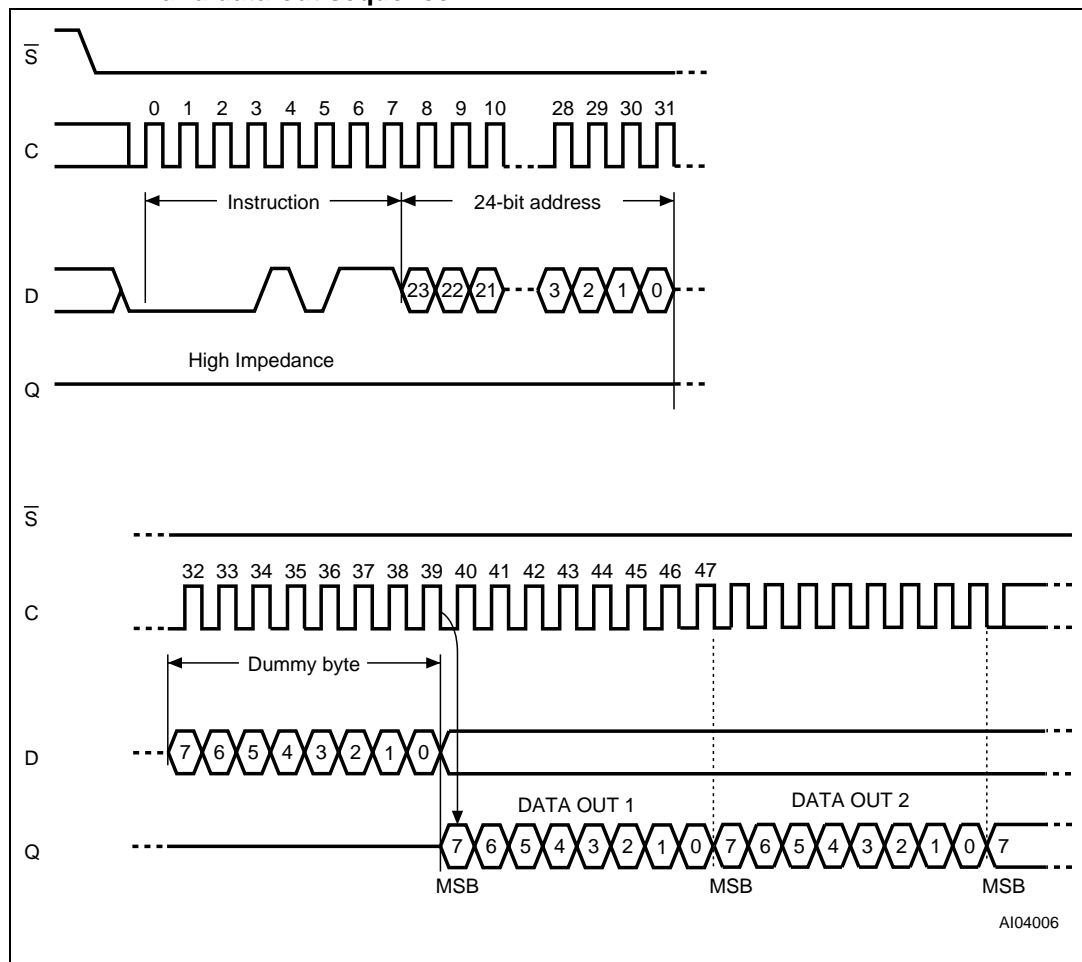 and data-out sequence
S
0 1 2 3 4 5 6 7 8 9 10 28 29 30 31
C
Instruction 24-bit address
D 23 22 21 3 2 1 0
High Impedance
Q
S
32 33 34 35 36 37 38 39 40 41 42 43 44 45 46 47
C
Dummy byte
D 7 6 5 4 3 2 1 0
DATA OUT 1 DATA OUT 2
Q 7 6 5 4 3 2 1 0 7 6 5 4 3 2 1 0 7
MSB MSB MSB
AI04006